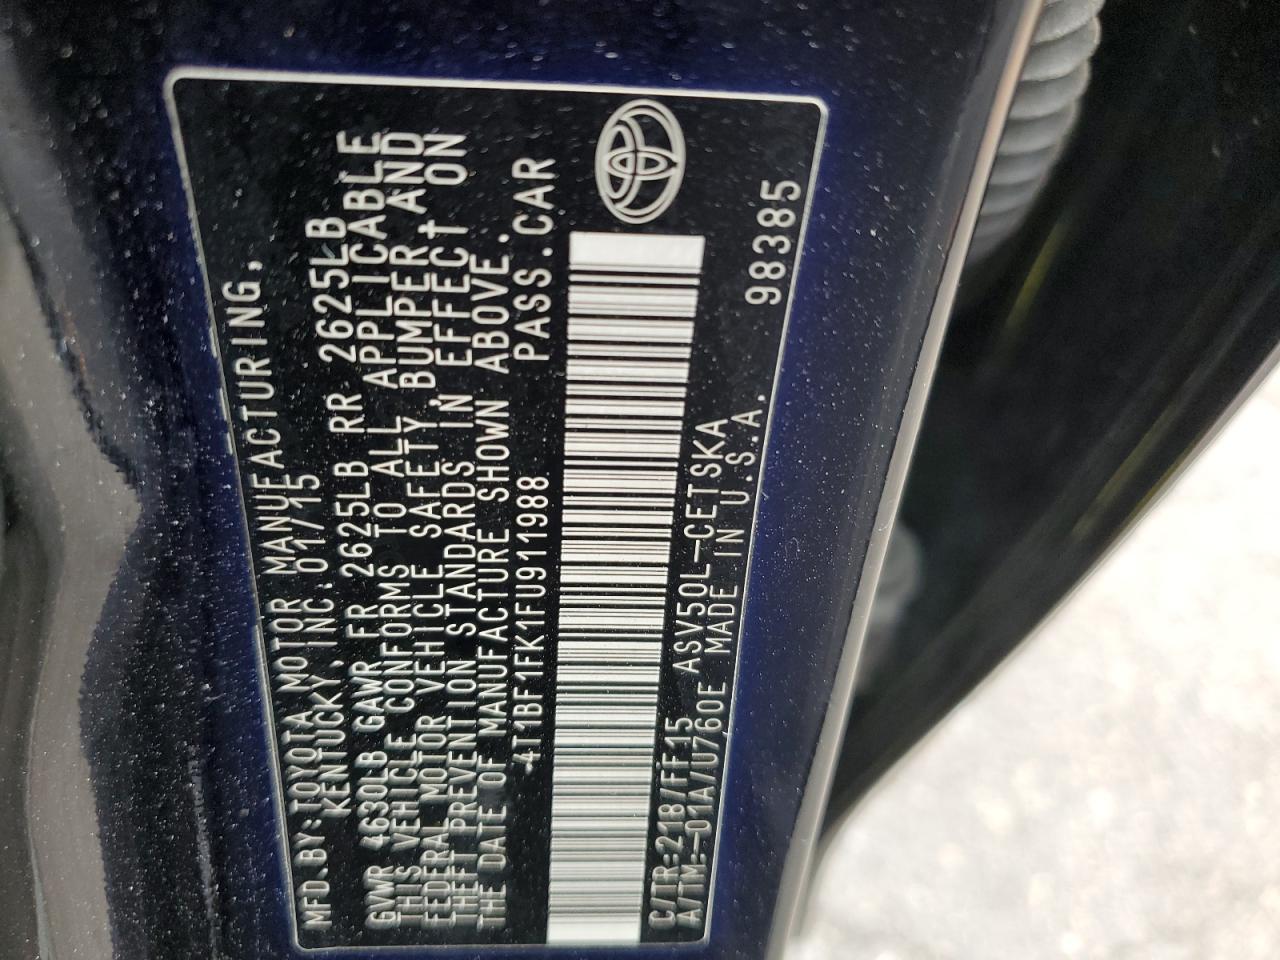 MFD.BY:TOYOTA MOTOR MANUFACTURING,
KENTUCKY, INC.01/15
GVWR 4630LB GAWR FR 2625LB RR 2625LB
THIS VEHICLE CONFORMS TO ALL APPLICABLE
FEDERAL MOTOR VEHICLE SAFETY,BUMPER,AND
THEFT PREVENTION STANDARDS IN EFFECT ON
THE DATE OF MANUFACTURE SHOWN ABOVE.
4T1BF1FK1FU911988 PASS.CAR
C/TR:218/FF15 ASV50L-CETSKA
A/TM:-01A/U760E MADE IN U.S.A. 98385